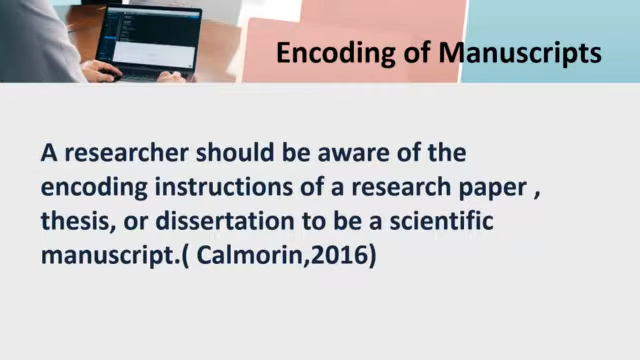 Encoding of Manuscripts
A researcher should be aware of the
encoding instructions of a research paper ,
thesis, or dissertation to be a scientific
manuscript.( Calmorin,2016)